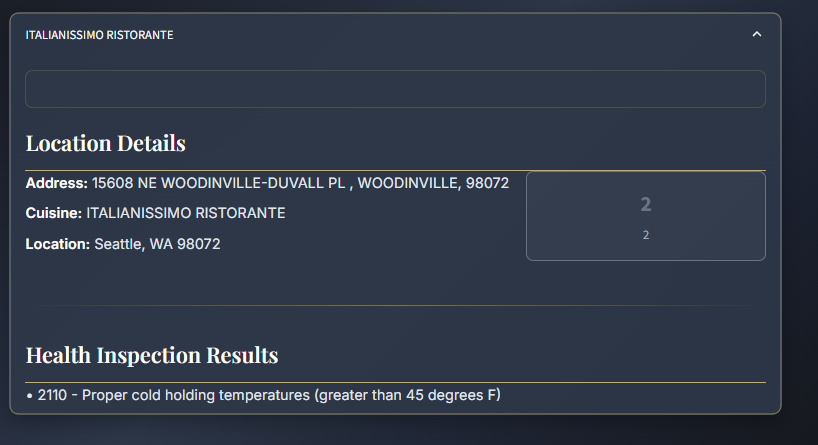 ITALIANISSIMO RISTORANTE
Location Details
Address: 15608 NE WOODINVILLE-DUVALL PL , WOODINVILLE, 98072
Cuisine: ITALIANISSIMO RISTORANTE
Location: Seattle, WA 98072
2
2
Health Inspection Results
• 2110 - Proper cold holding temperatures (greater than 45 degrees F)